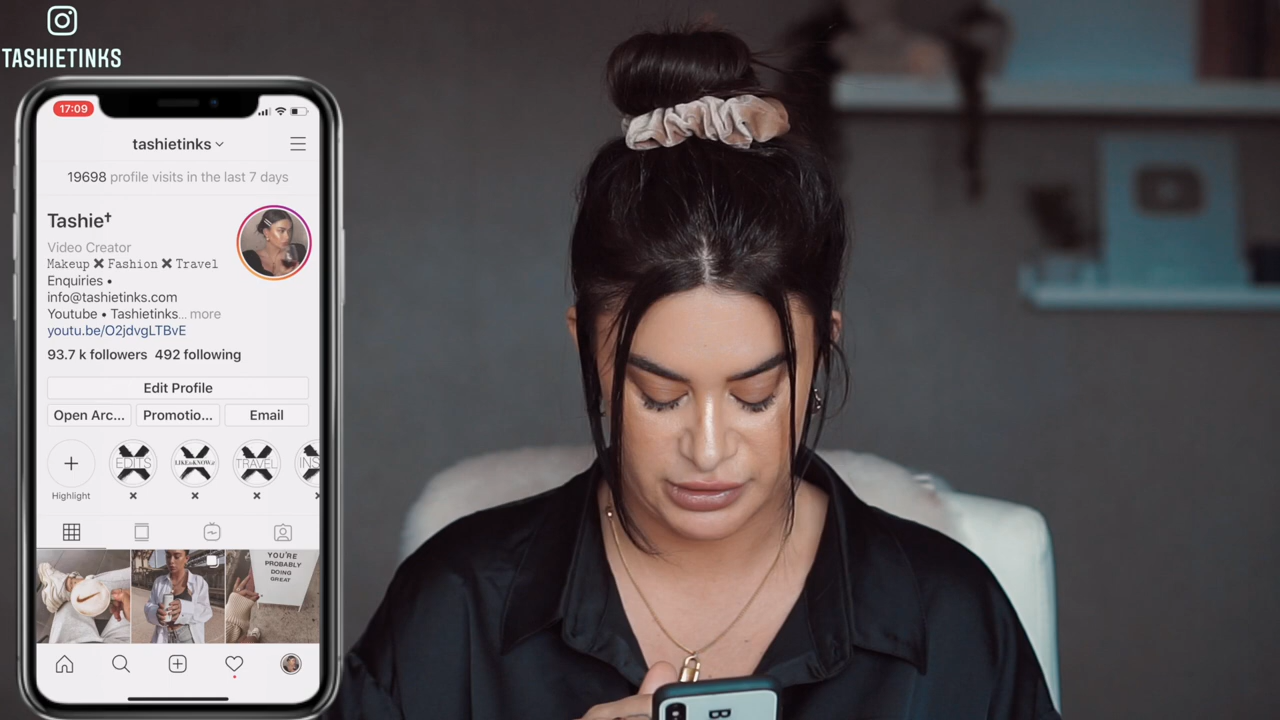 TASHIETINKS
17:09
tashietinks
19698 profile visits in the last 7 days
Tashie†
Video Creator
Makeup ✖ Fashion ✖ Travel
Enquiries •
info@tashietinks.com
Youtube • Tashietinks... more
youtu.be/O2jdvgLTBvE
93.7 k followers 492 following
Edit Profile
Open Arc... Promotio... Email
EDITS
TRAVEL
INS
Highlight
YOU'RE
PROBABLY
DOING
GREAT
B